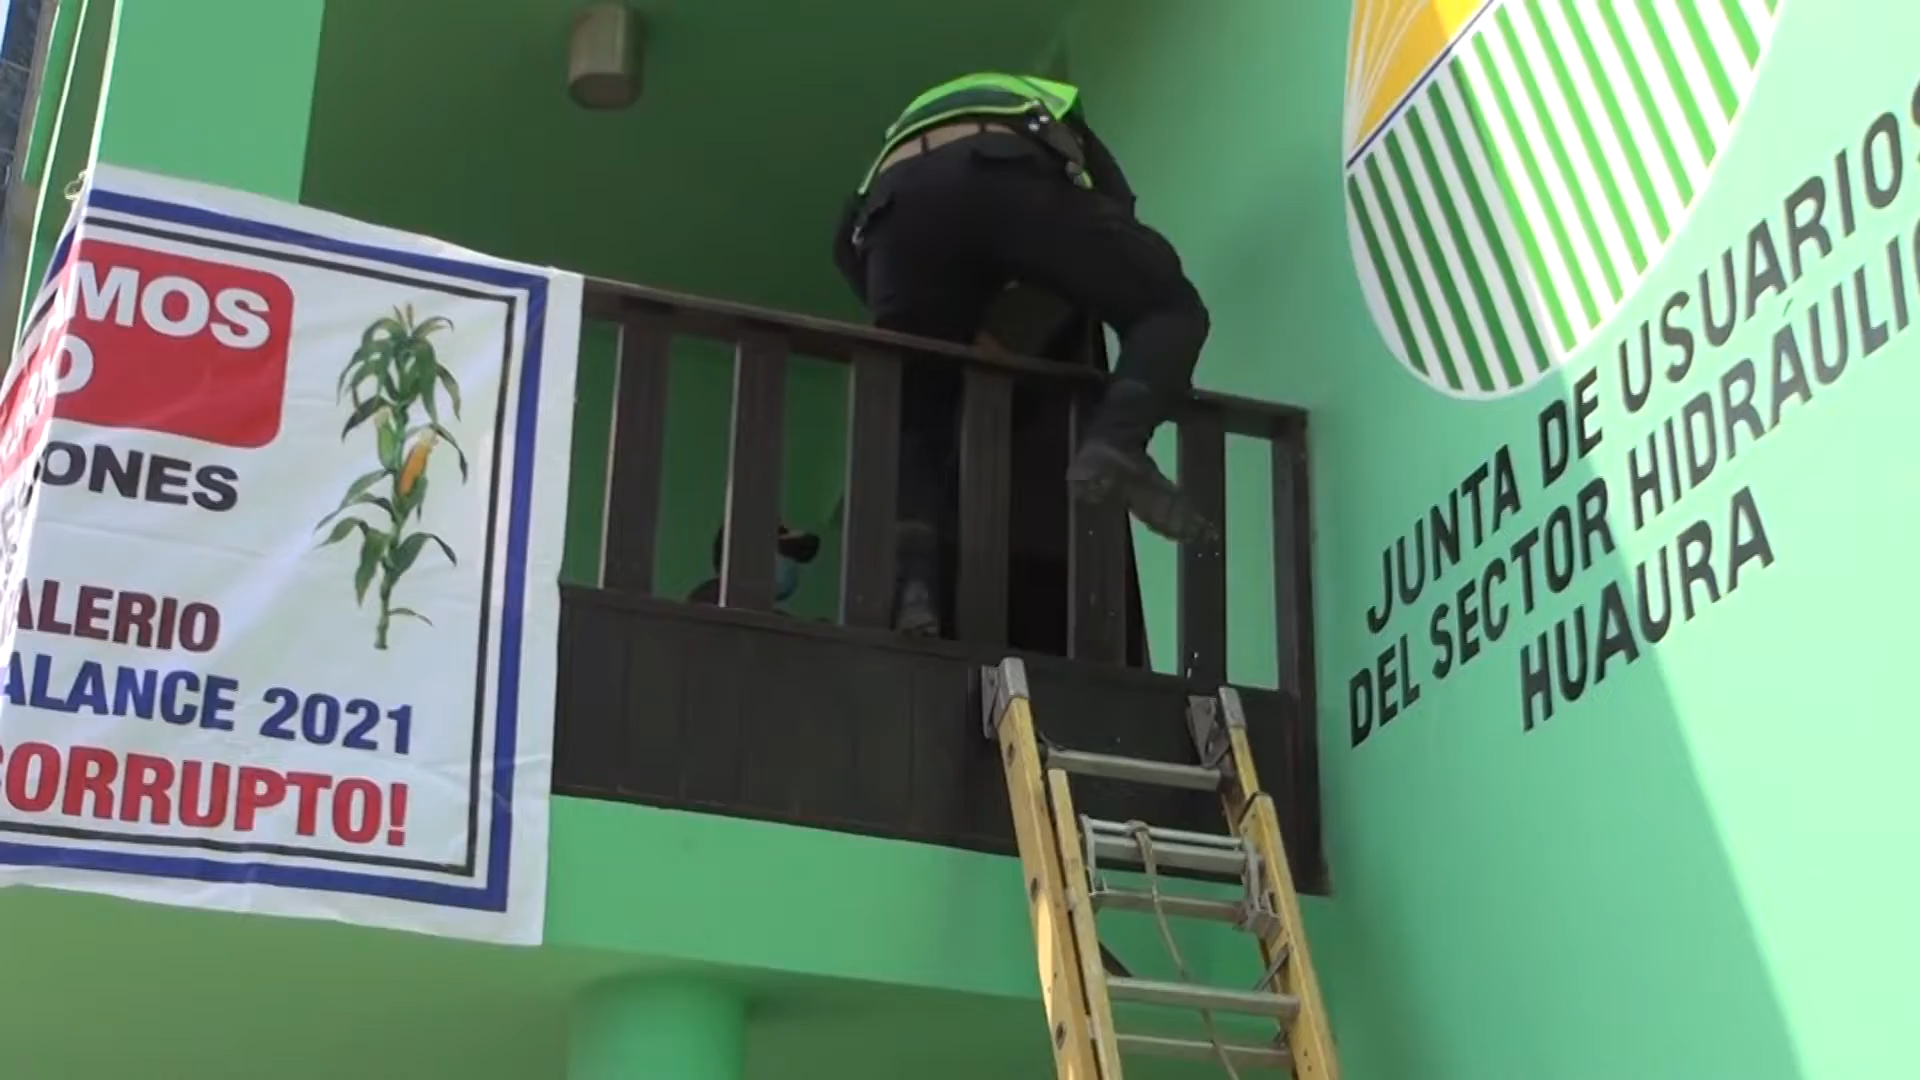 MOS
O
ONES
ALERIO
ALANCE 2021
CORRUPTO!
JUNTA DE USUARIOS
DEL SECTOR HIDRÁULIC
HUAURA